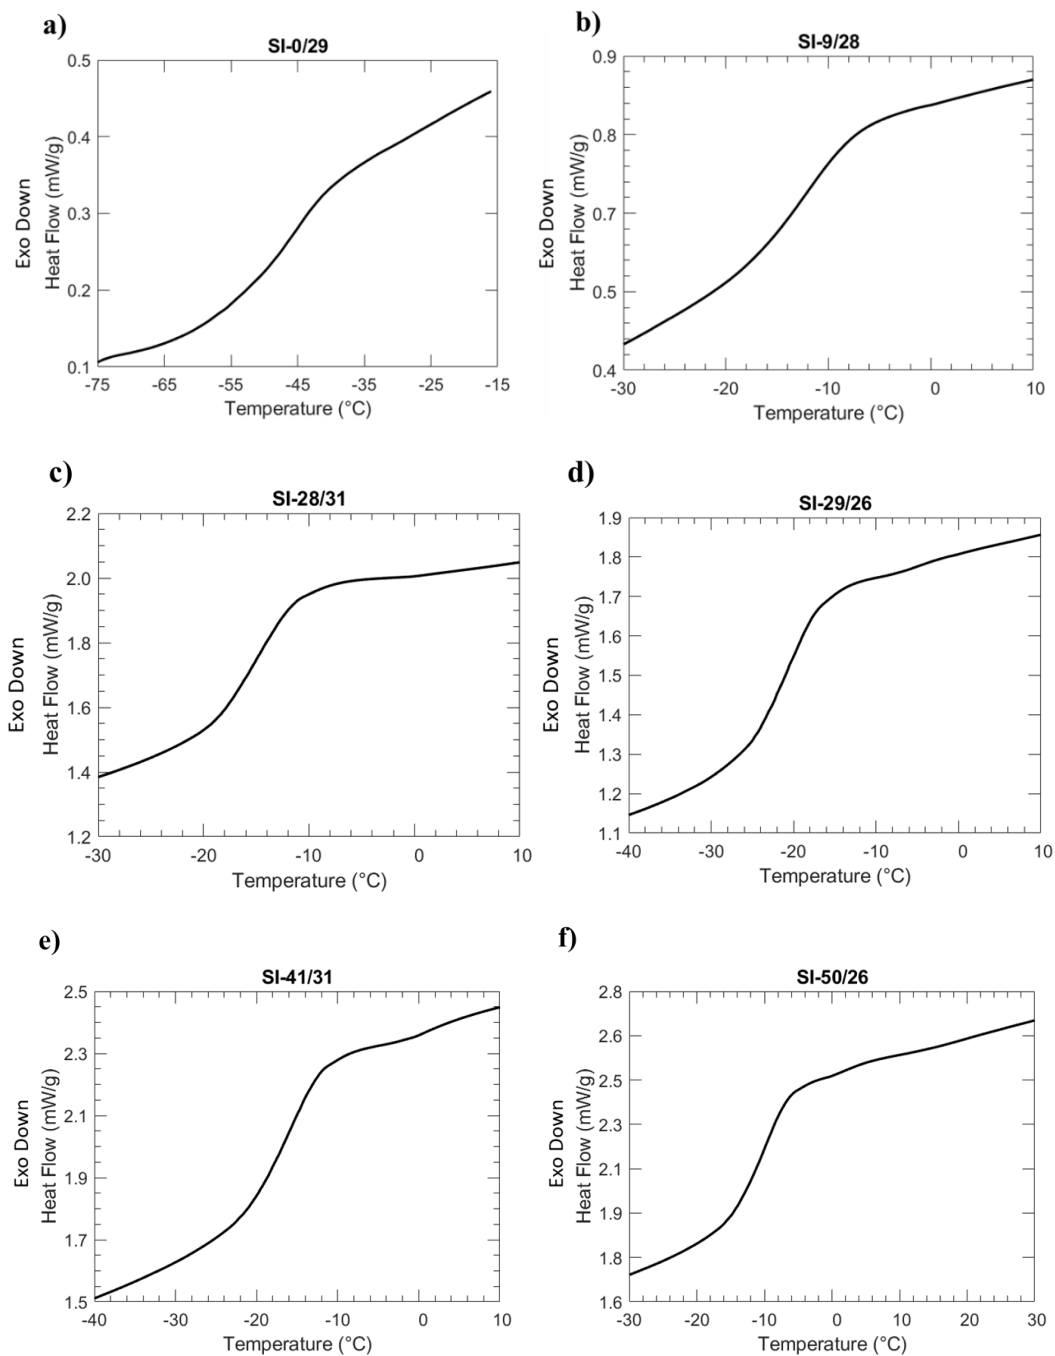 a)
SI-0/29
0.5
0.4
0.3
0.2
0.1
Exo Down
Heat Flow (mW/g)
-75 -65 -55 -45 -35 -25 -15
Temperature (°C)
b)
SI-9/28
0.9
0.8
0.7
0.5
0.4
Exo Down
Heat Flow (mW/g)
-30 -20 -10 0 10
Temperature (°C)
c)
SI-28/31
2.2
2.0
1.8
1.6
1.4
1.2
Exo Down
Heat Flow (mW/g)
-30 -20 -10 0 10
Temperature (°C)
d)
SI-29/26
1.9
1.8
1.7
1.6
1.5
1.4
1.3
1.2
1.1
Exo Down
Heat Flow (mW/g)
-40 -30 -20 -10 0 10
Temperature (°C)
e)
SI-41/31
2.5
2.3
2.1
1.9
1.7
1.5
Exo Down
Heat Flow (mW/g)
-40 -30 -20 -10 0 10
Temperature (°C)
f)
SI-50/26
2.8
2.6
2.5
2.3
2.1
1.9
1.8
1.6
Exo Down
Heat Flow (mW/g)
-30 -20 -10 0 10 20 30
Temperature (°C)